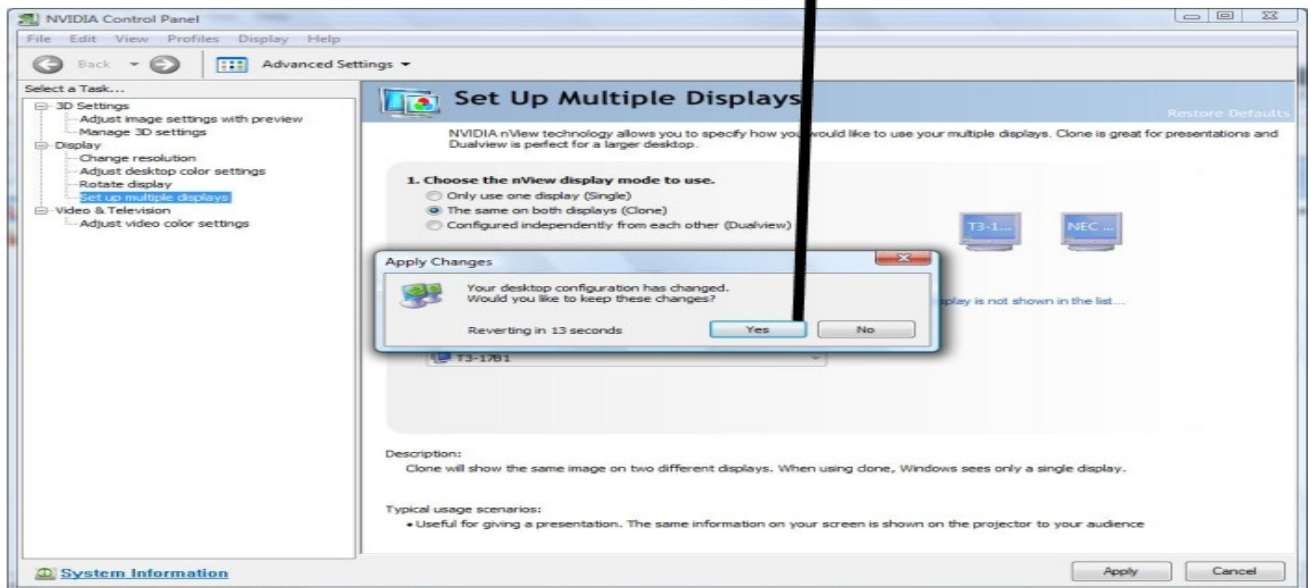 NVIDIA Control Panel
File Edit View Profiles Display Help
Back Advanced Settings
Select a Task...
3D Settings
Adjust image settings with preview
Manage 3D settings
Display
Change resolution
Adjust desktop color settings
Rotate display
Set up multiple displays
Video & Television
Adjust video color settings
System Information
Set Up Multiple Displays
Restore Defaults
NVIDIA nView technology allows you to specify how you would like to use your multiple displays. Clone is great for presentations and
Dualview is perfect for a larger desktop.
1. Choose the nView display mode to use.
Only use one display (Single)
The same on both displays (Clone)
Configured independently from each other (Dualview)
T3-1... NEC ...
Apply Changes
Your desktop configuration has changed.
Would you like to keep these changes?
Reverting in 13 seconds Yes No
play is not shown in the list...
T3-17B1
Description:
Clone will show the same image on two different displays. When using clone, Windows sees only a single display.
Typical usage scenarios:
• Useful for giving a presentation. The same information on your screen is shown on the projector to your audience
Apply Cancel